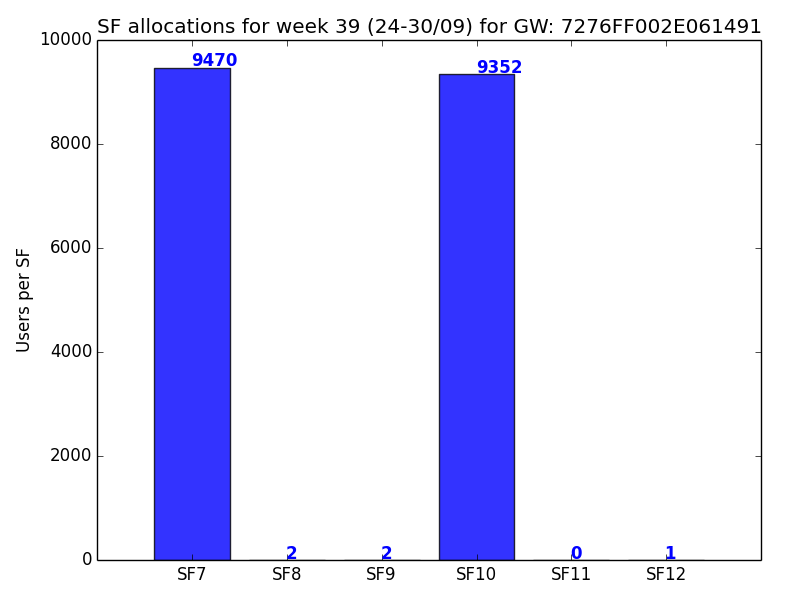 SF allocations for week 39 (24-30/09) for GW: 7276FF002E061491
10000
8000
6000
4000
2000
0
Users per SF
9470
2
2
9352
0
1
SF7
SF8
SF9
SF10
SF11
SF12